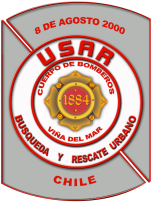 8 DE AGOSTO 2000
USAR
CUERPO DE BOMBEROS
1884
VIÑA DEL MAR
BUSQUEDA Y RESCATE URBANO
CHILE